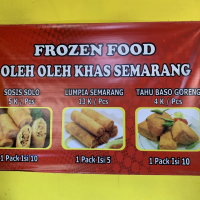 FROZEN FOOD
OLEH OLEH KHAS SEMARANG
SOSIS SOLO
5 K / Pcs
1 Pack Isi 10
LUMPIA SEMARANG
13 K / Pcs
1 Pack Isi 5
TAHU BASO GORENG
4 K / Pcs
1 Pack Isi 10